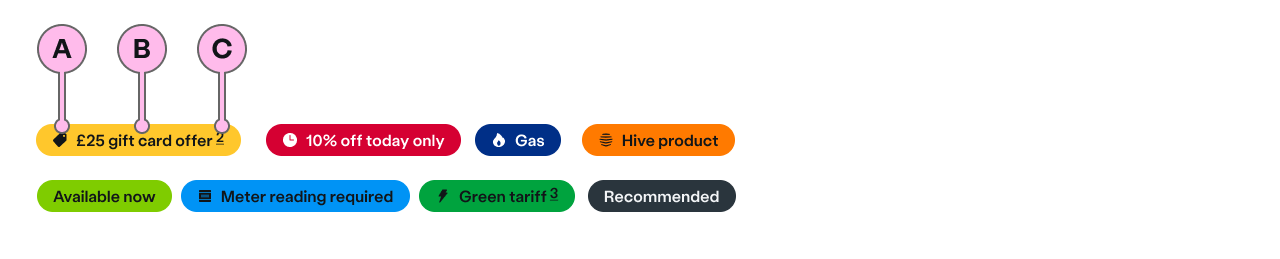 A B C
£25 gift card offer 2 10% off today only Gas Hive product
Available now Meter reading required Green tariff 3 Recommended